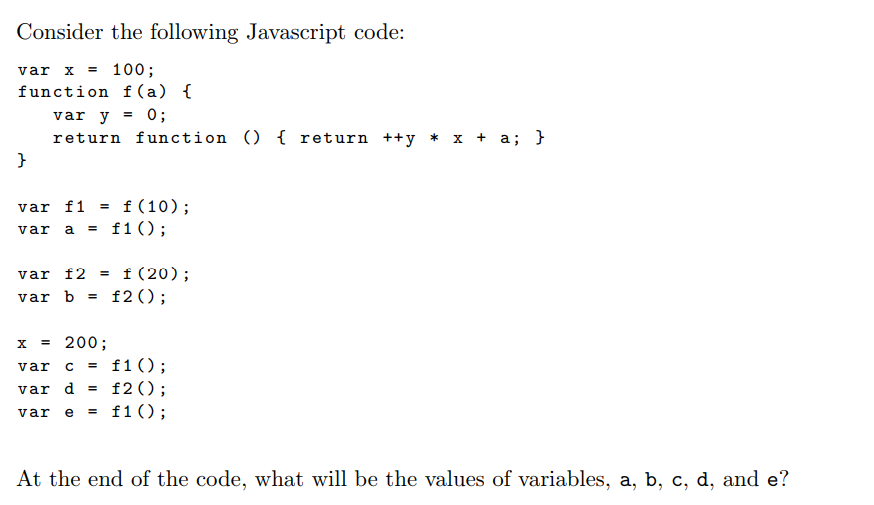 Consider the following Javascript code:
var x = 100;
function f(a) {
    var y = 0;
    return function () { return ++y * x + a; }
}
var f1 = f(10);
var a = f1();
var f2 = f(20);
var b = f2();
x = 200;
var c = f1();
var d = f2();
var e = f1();
At the end of the code, what will be the values of variables, a, b, c, d, and e?